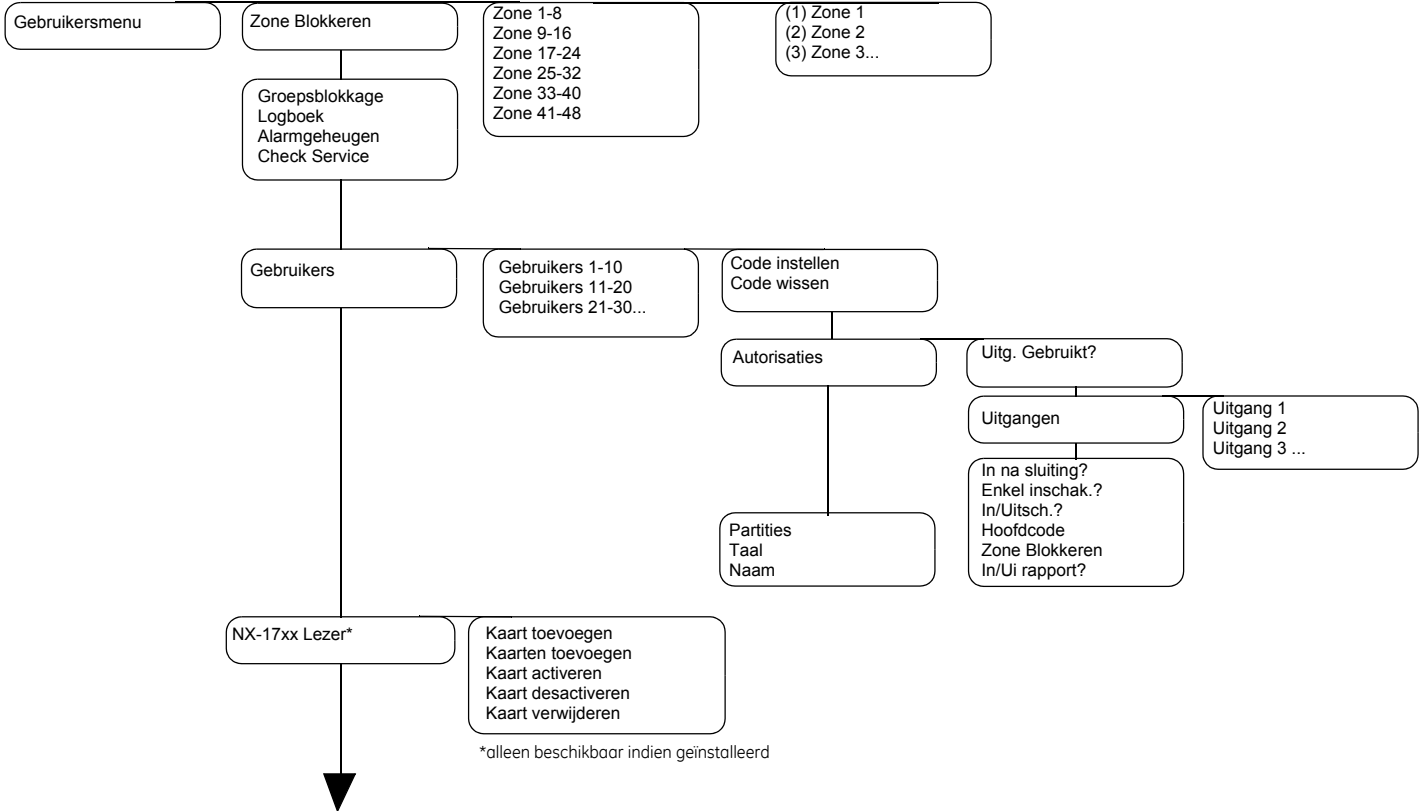 Gebruikersmenu
Zone Blokkeren
Zone 1-8
Zone 9-16
Zone 17-24
Zone 25-32
Zone 33-40
Zone 41-48
(1) Zone 1
(2) Zone 2
(3) Zone 3...
Groepsblokkage
Logboek
Alarmgeheugen
Check Service
Gebruikers
Gebruikers 1-10
Gebruikers 11-20
Gebruikers 21-30...
Code instellen
Code wissen
Autorisaties
Uitg. Gebruikt?
Uitgangen
Uitgang 1
Uitgang 2
Uitgang 3 ...
In na sluiting?
Enkel inschak.?
In/Uitsch.?
Hoofdcode
Zone Blokkeren
In/Ui rapport?
Partities
Taal
Naam
NX-17xx Lezer*
Kaart toevoegen
Kaarten toevoegen
Kaart activeren
Kaart desactiveren
Kaart verwijderen
*alleen beschikbaar indien geïnstalleerd